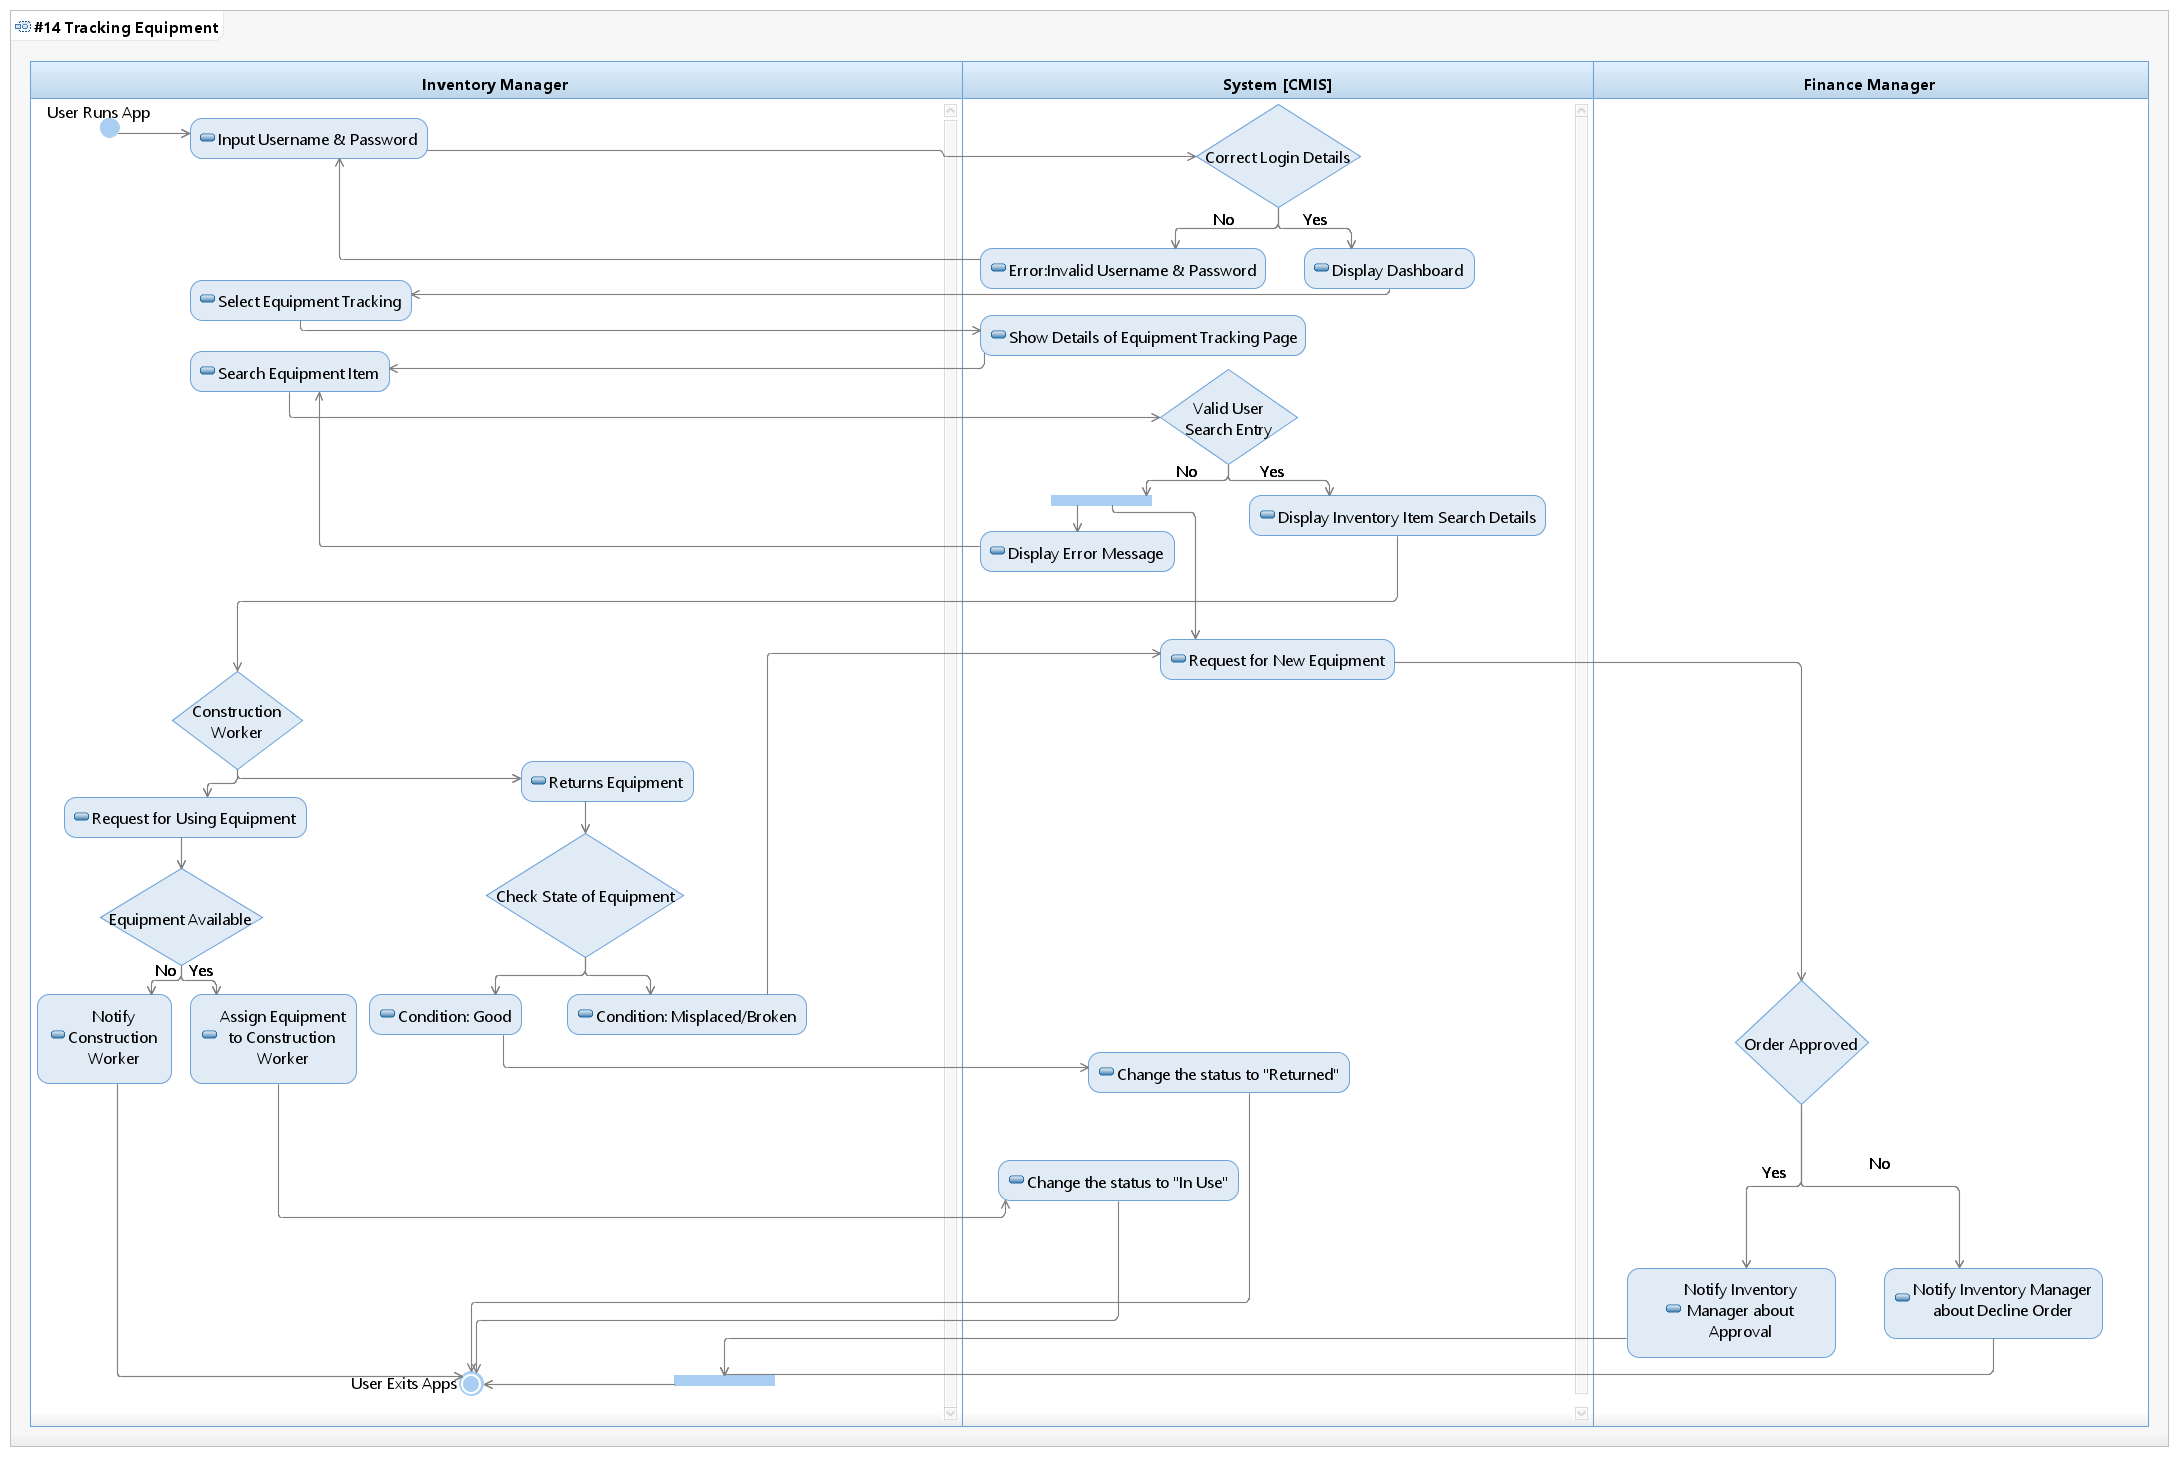 #14 Tracking Equipment
Inventory Manager
System [CMIS]
Finance Manager
User Runs App
Input Username & Password
Correct Login Details
No
Yes
Error:Invalid Username & Password
Display Dashboard
Select Equipment Tracking
Show Details of Equipment Tracking Page
Search Equipment Item
Valid User
Search Entry
No
Yes
Display Inventory Item Search Details
Display Error Message
Request for New Equipment
Construction
Worker
Returns Equipment
Request for Using Equipment
Check State of Equipment
Equipment Available
No
Yes
Notify
Construction
Worker
Assign Equipment
to Construction
Worker
Condition: Good
Condition: Misplaced/Broken
Order Approved
Change the status to "Returned"
Yes
No
Change the status to "In Use"
Notify Inventory
Manager about
Approval
Notify Inventory Manager
about Decline Order
User Exits Apps